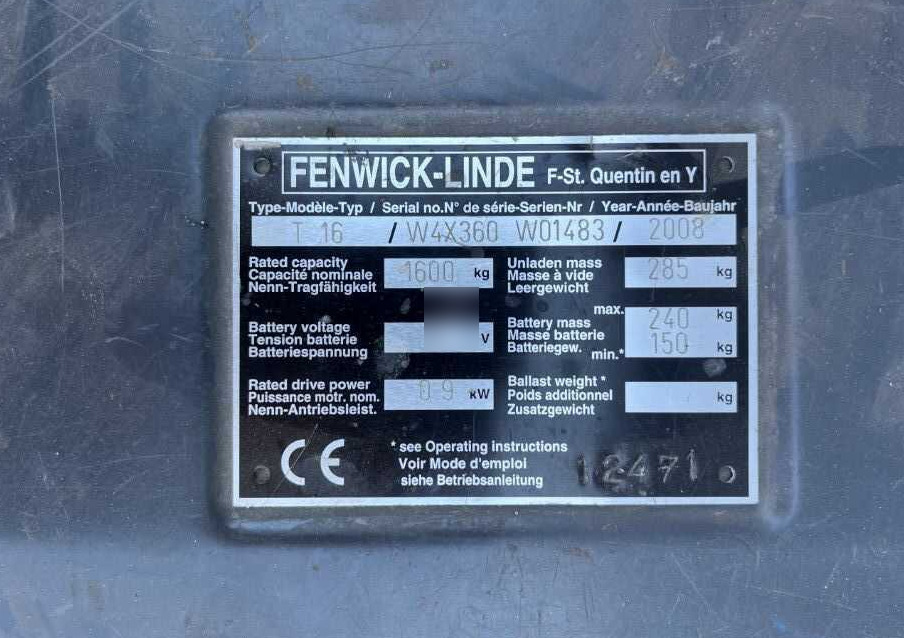 FENWICK-LINDE F-St. Quentin en Y
Type-Modèle-Typ / Serial no.N° de série-Serien-Nr / Year-Année-Baujahr
T 16 / W4X360 W01483 / 2008
Rated capacity
Capacité nominale
Nenn-Tragfähigkeit
1600 kg
Unladen mass
Masse à vide
Leergewicht
285 kg
Battery voltage
Tension batterie
Batteriespannung
V
max.
Battery mass
Masse batterie
Batteriegew.
min.*
240 kg
150 kg
Rated drive power
Puissance motr. nom.
Nenn-Antriebsleist.
0.9 kW
Ballast weight *
Poids additionnel
Zusatzgewicht
kg
CE
* see Operating instructions
Voir Mode d'emploi
siehe Betriebsanleitung
12471